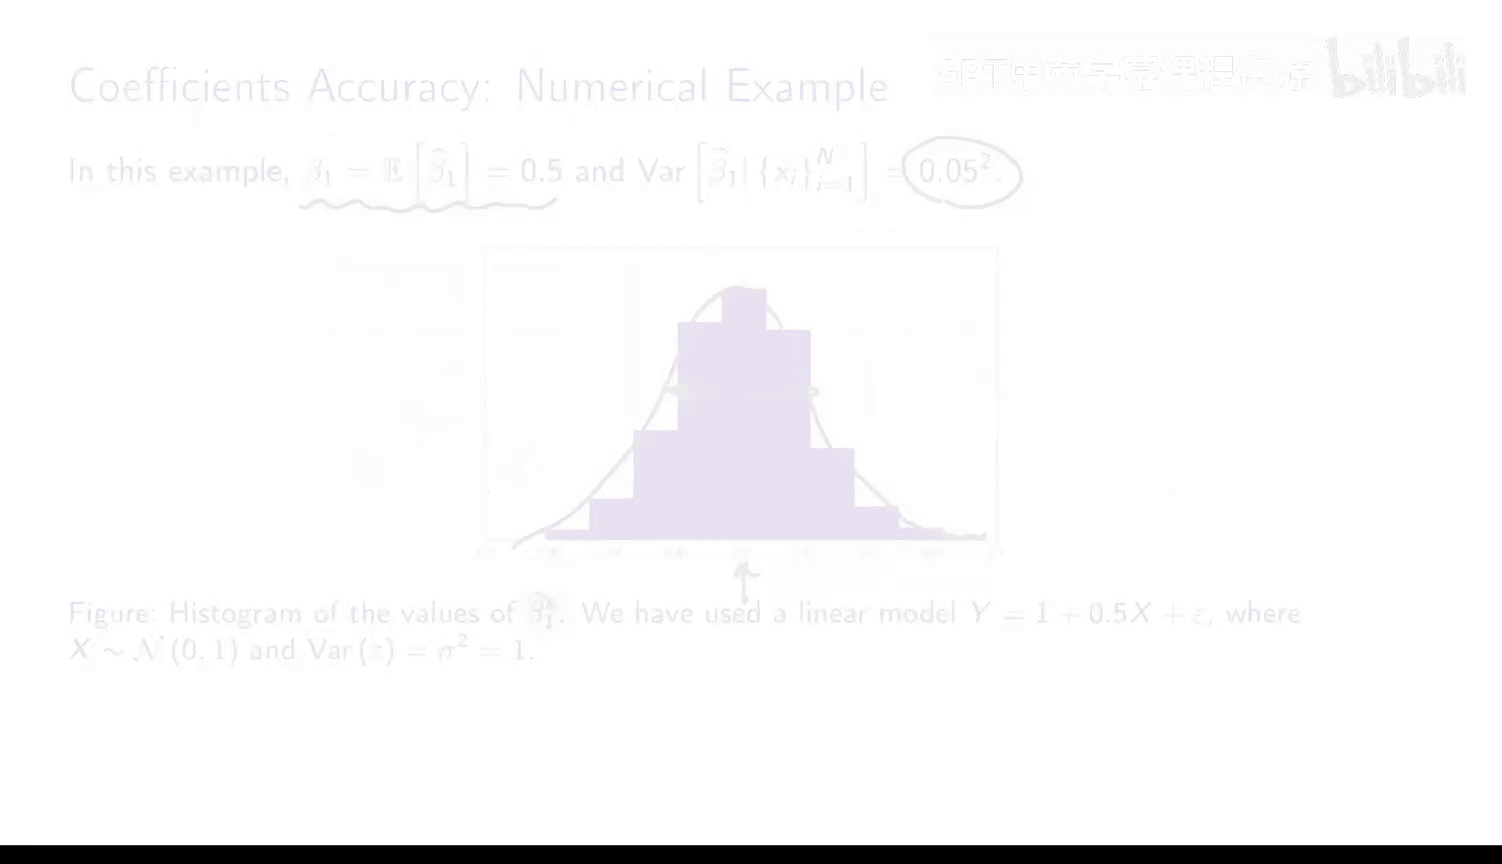 Coefficients Accuracy: Numerical Example
bilibili
In this example, β₁ = 𝔼[β̂₁] = 0.5 and Var[β̂₁|{xᵢ}ᵢ₌₁ᴺ] = 0.05².
Figure: Histogram of the values of β̂₁. We have used a linear model Y = 1 + 0.5X + ε, where
X ~ 𝒩(0, 1) and Var(ε) = σ² = 1.